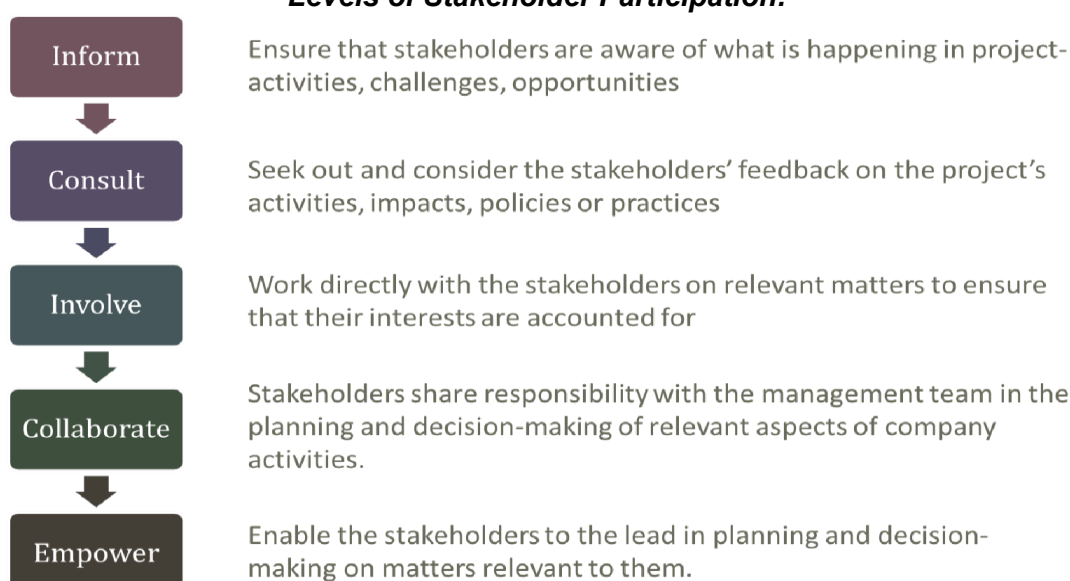 Levels of Stakeholder Participation:
Inform
Ensure that stakeholders are aware of what is happening in project-
activities, challenges, opportunities
Consult
Seek out and consider the stakeholders’ feedback on the project’s
activities, impacts, policies or practices
Involve
Work directly with the stakeholders on relevant matters to ensure
that their interests are accounted for
Collaborate
Stakeholders share responsibility with the management team in the
planning and decision-making of relevant aspects of company
activities.
Empower
Enable the stakeholders to the lead in planning and decision-
making on matters relevant to them.